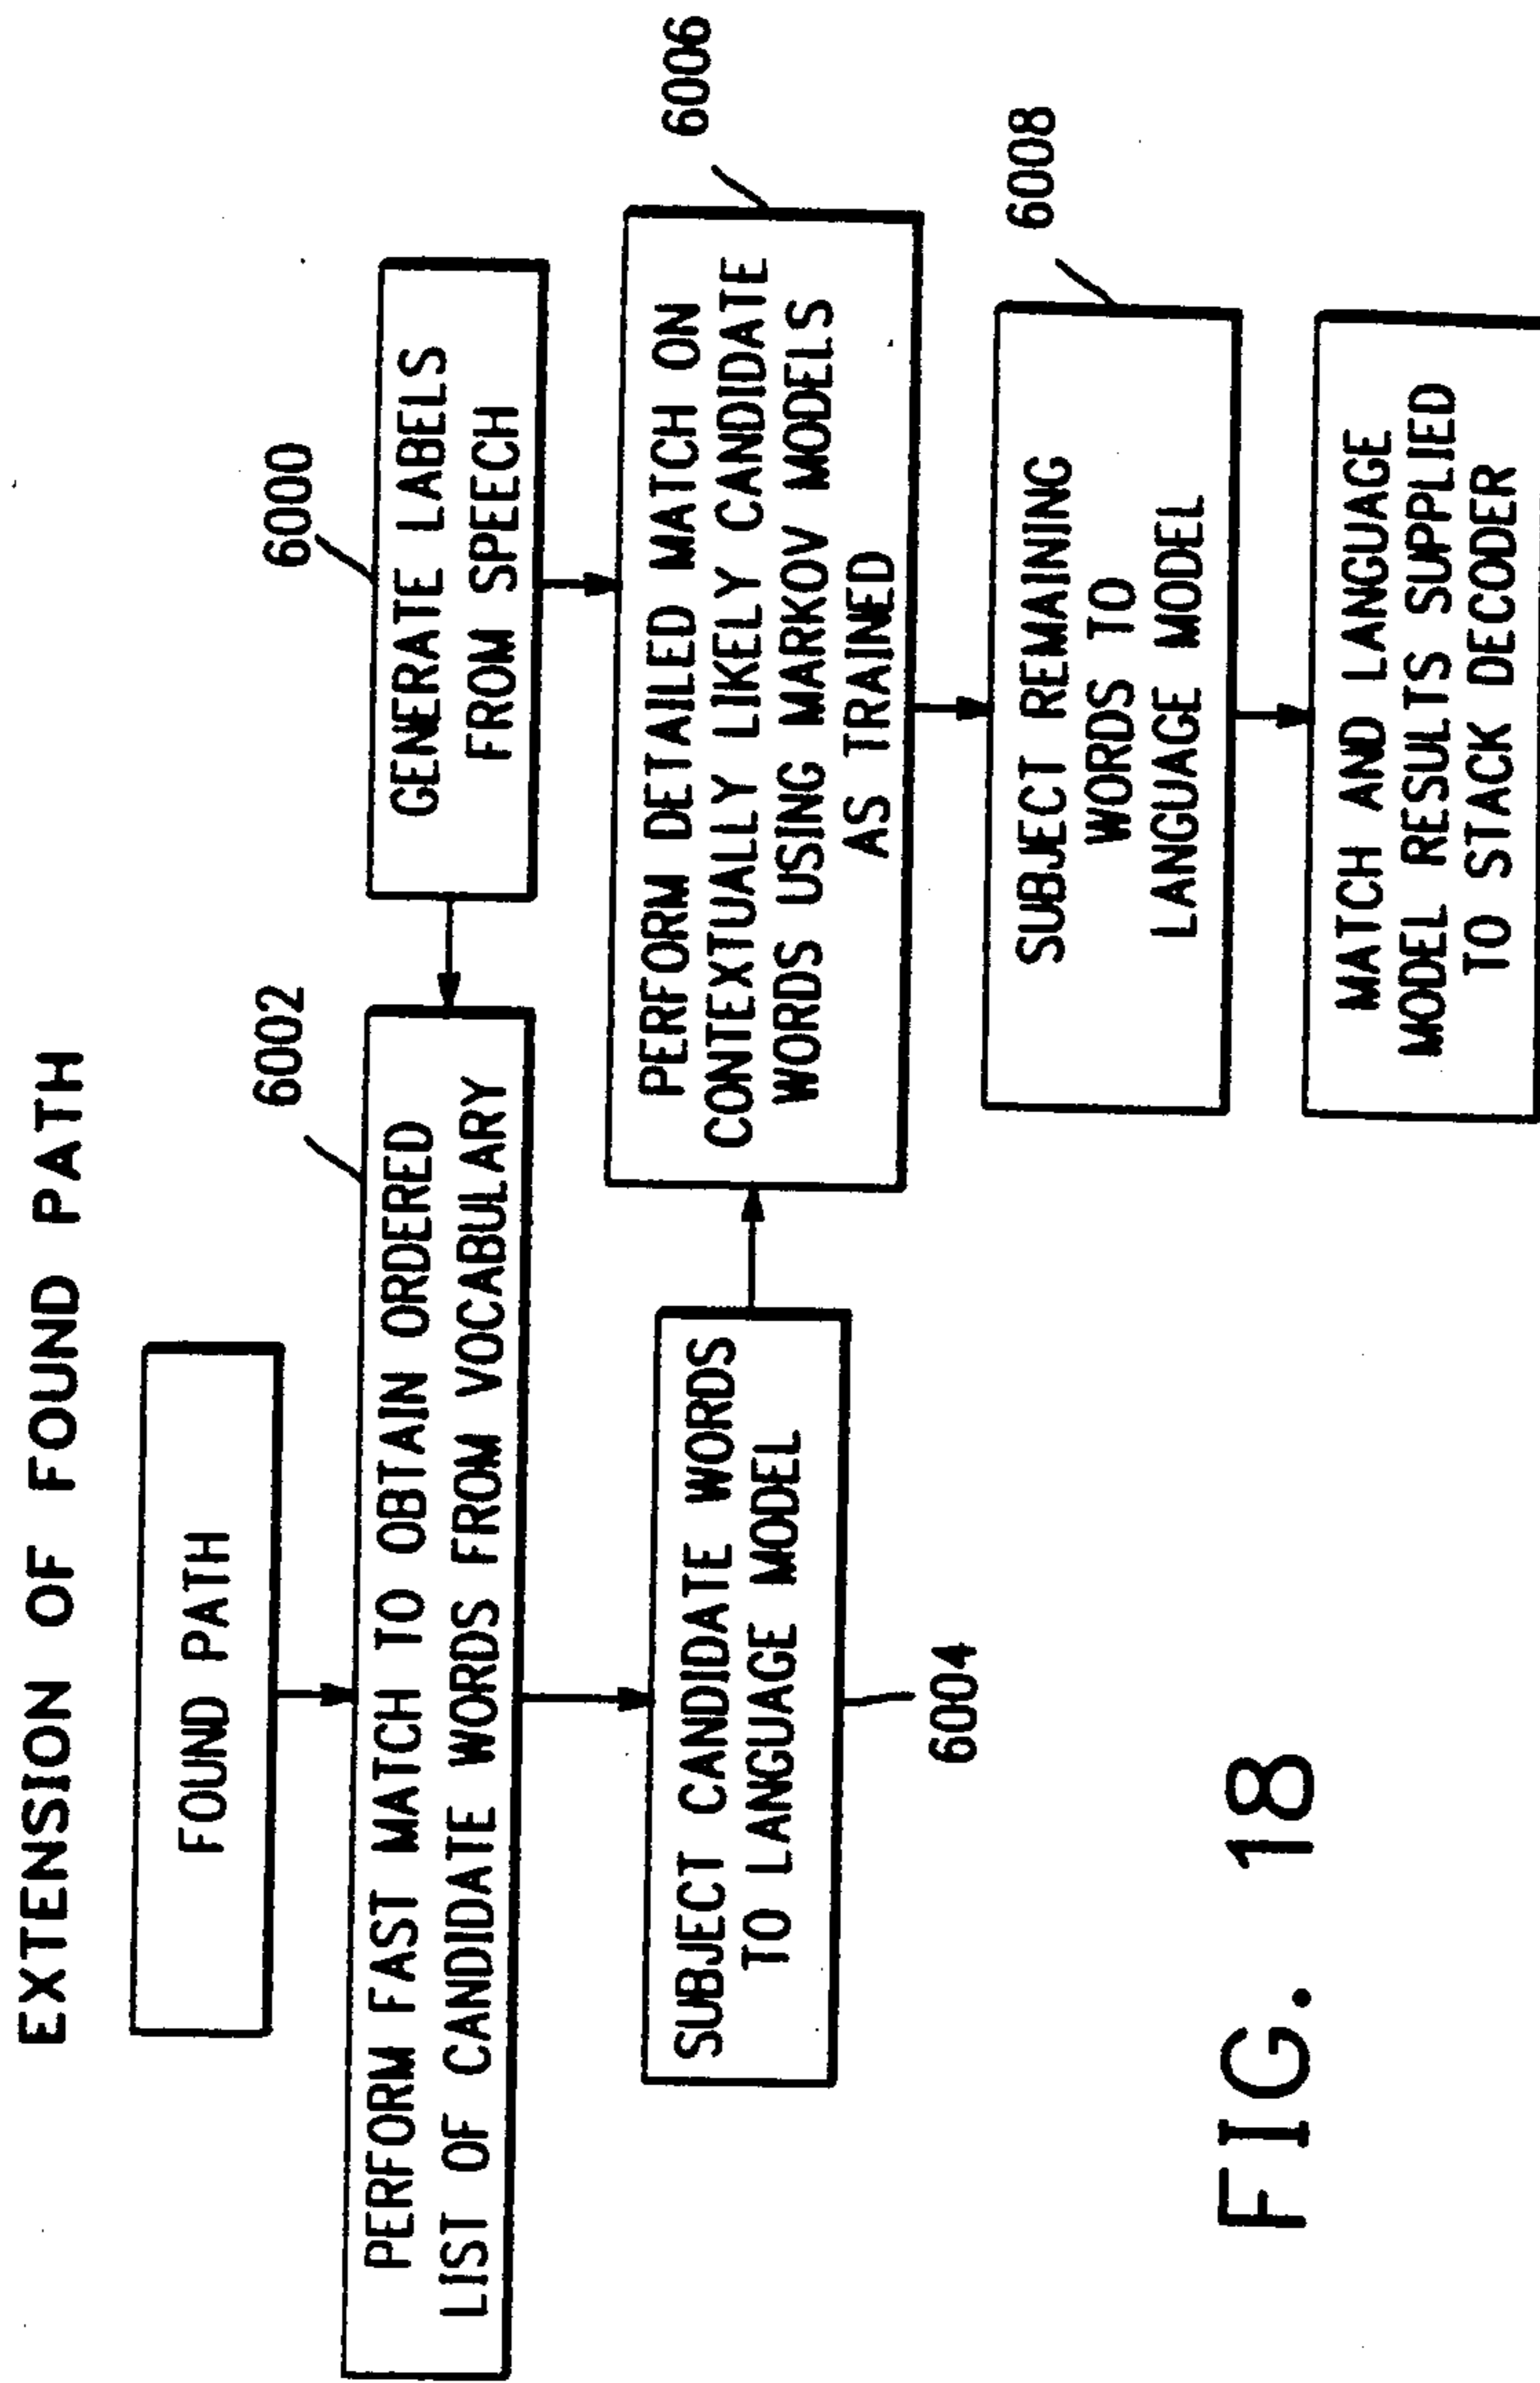 EXTENSION OF FOUND PATH
FOUND PATH
6002
6000
PERFORM FAST MATCH TO OBTAIN ORDERED
LIST OF CANDIDATE WORDS FROM VOCABULARY
GENERATE LABELS
FROM SPEECH
6006
SUBJECT CANDIDATE WORDS
TO LANGUAGE MODEL
6004
PERFORM DETAILED MATCH ON
CONTEXTUALLY LIKELY CANDIDATE
WORDS USING MARKOV MODELS
AS TRAINED
6008
SUBJECT REMAINING
WORDS TO
LANGUAGE MODEL
MATCH AND LANGUAGE
MODEL RESULTS SUPPLIED
TO STACK DECODER
FIG. 18